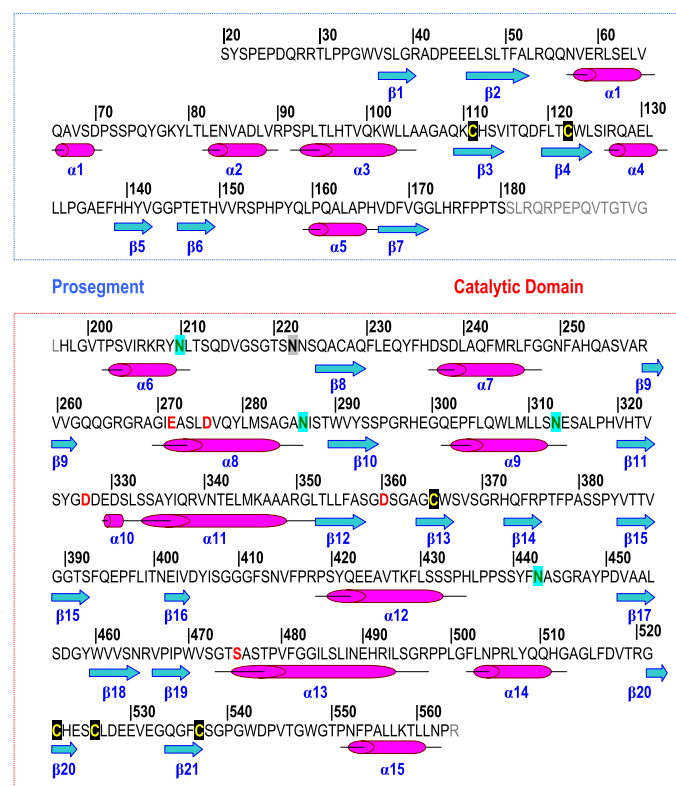 |20 |30 |40 |50 |60
SYSPEPDQRRTLPPGWVSLGRADPEEELSLTFALRQQNVERLSELV
β1 β2 α1
|70 |80 |90 |100 |110 |120 |130
QAVSDPSSPQYGKYLTLENVADLVRPSPLTLHTVQKWLLAAGAQKCHSVITQDFLTCWLSIRQAEL
α1 α2 α3 β3 β4 α4
|140 |150 |160 |170 |180
LLPGAEFHHYVGGPTETHVVRSPHPYQLPQALAPHVDFVGGLHRFPPTSSLRQRPEPQVTGTVG
β5 β6 α5 β7
Prosegment Catalytic Domain
|200 |210 |220 |230 |240 |250
LHLGVTPSVIRKRYNLTSQDVGSGTSNNSQACAQFLEQYFHDSDLAQFMRLFGGNFAHQASVAR
α6 β8 α7 β9
|260 |270 |280 |290 |300 |310 |320
VVGQQGRGRAGIEASLDVQYLMSAGANISTWVYSSPGRHEGQEPFLQWLMLLSNESALPHVHTV
β9 α8 β10 α9 β11
|330 |340 |350 |360 |370 |380
SYGDDEDSLSSAYIQRVNTELMKAAARGLTLLFASGDSGAGCWSVSGRHQFRPTFPASSPYVTTV
α10 α11 β12 β13 β14 β15
|390 |400 |410 |420 |430 |440 |450
GGTSFQEPFLITNEIVDYISGGGFSNVFPRPSYQEEAVTKFLSSSPHLPPSSYFNASGRAYPDVAAL
β15 β16 α12 β17
|460 |470 |480 |490 |500 |510 |520
SDGYWVVSNRVPIPWVSGTSASTPVFGGILSLINEHRILSGRPPLGFLNPRLYQQHGAGLFDVTRG
β18 β19 α13 α14 β20
|530 |540 |550 |560
CHESCLDEEVEGQGFCSGPGWDPVTGWGTPNFPALLKTLLNPR
β20 β21 α15